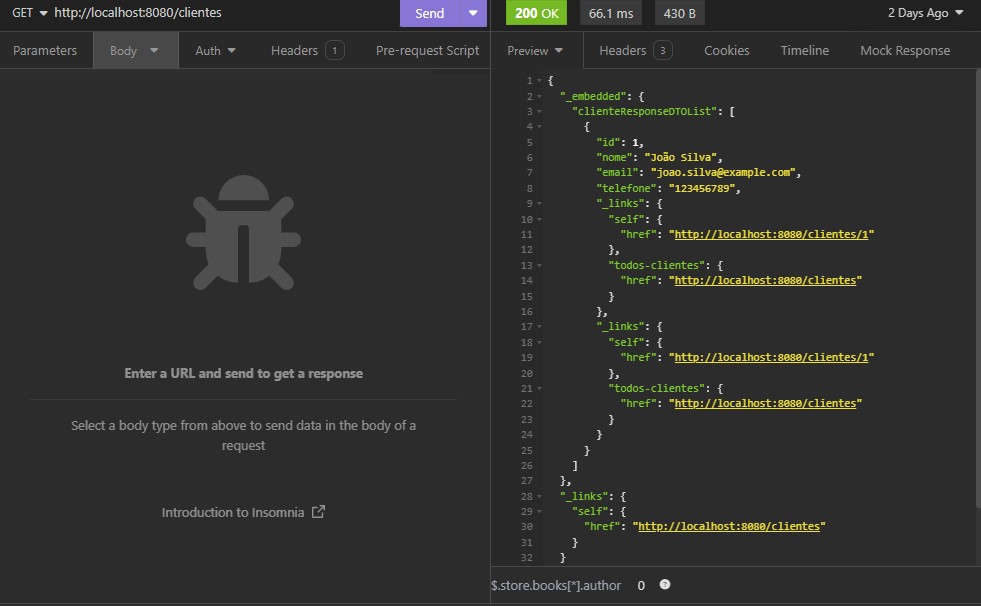 GET http://localhost:8080/clientes
Send
200 OK
66.1 ms
430 B
2 Days Ago
Parameters
Body
Auth
Headers 1
Pre-request Script
Preview
Headers 3
Cookies
Timeline
Mock Response
Enter a URL and send to get a response
Select a body type from above to send data in the body of a
request
Introduction to Insomnia
1 {
2 "_embedded": {
3 "clienteResponseDTOList": [
4 {
5 "id": 1,
6 "nome": "João Silva",
7 "email": "joao.silva@example.com",
8 "telefone": "123456789",
9 "_links": {
10 "self": {
11 "href": "http://localhost:8080/clientes/1"
12 },
13 "todos-clientes": {
14 "href": "http://localhost:8080/clientes"
15 }
16 },
17 "_links": {
18 "self": {
19 "href": "http://localhost:8080/clientes/1"
20 },
21 "todos-clientes": {
22 "href": "http://localhost:8080/clientes"
23 }
24 }
25 }
26 ]
27 },
28 "_links": {
29 "self": {
30 "href": "http://localhost:8080/clientes"
31 }
32 }
$.store.books[*].author
0
?